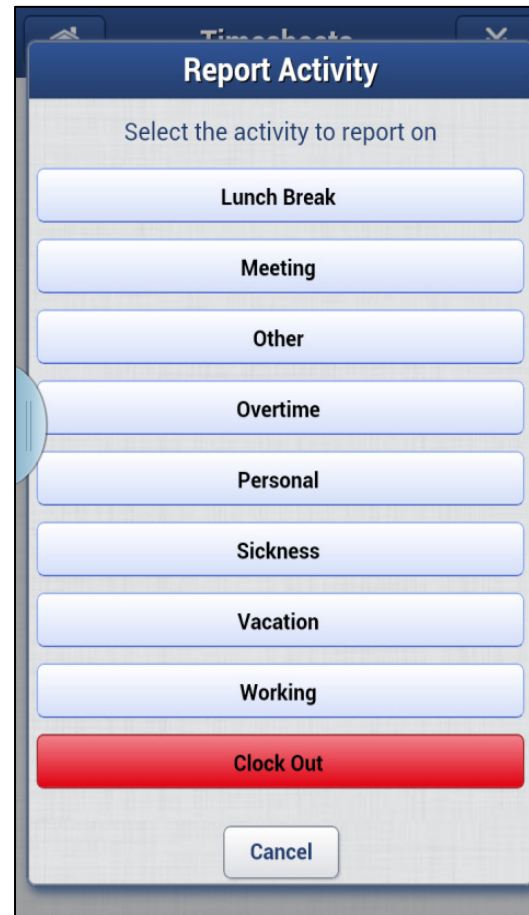 Timesheets
Report Activity
Select the activity to report on
Lunch Break
Meeting
Other
Overtime
Personal
Sickness
Vacation
Working
Clock Out
Cancel